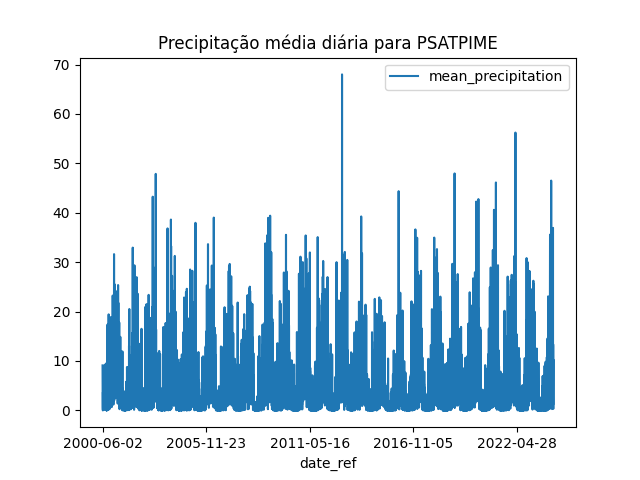 Precipitação média diária para PSATPIME
mean_precipitation
70
60
50
40
30
20
10
0
2000-06-02 2005-11-23 2011-05-16 2016-11-05 2022-04-28
date_ref